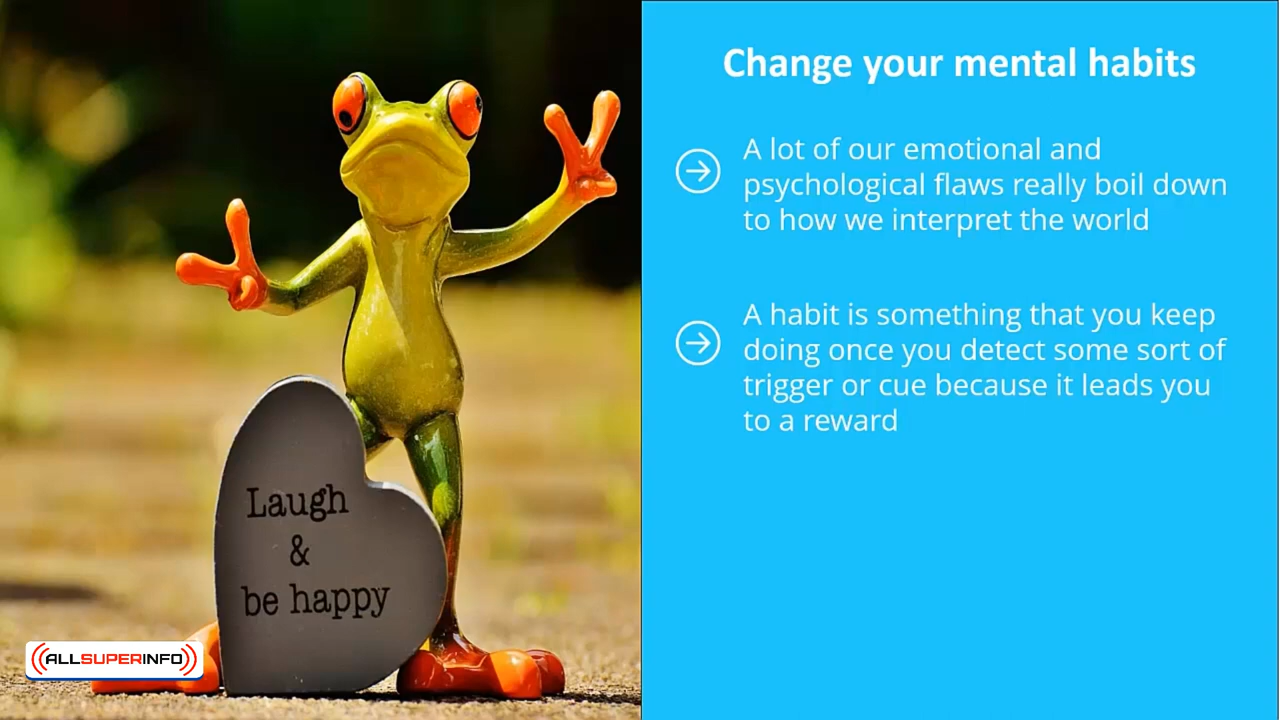 Change your mental habits
A lot of our emotional and
psychological flaws really boil down
to how we interpret the world
A habit is something that you keep
doing once you detect some sort of
trigger or cue because it leads you
to a reward
Laugh
&
be happy
ALLSUPERINFO